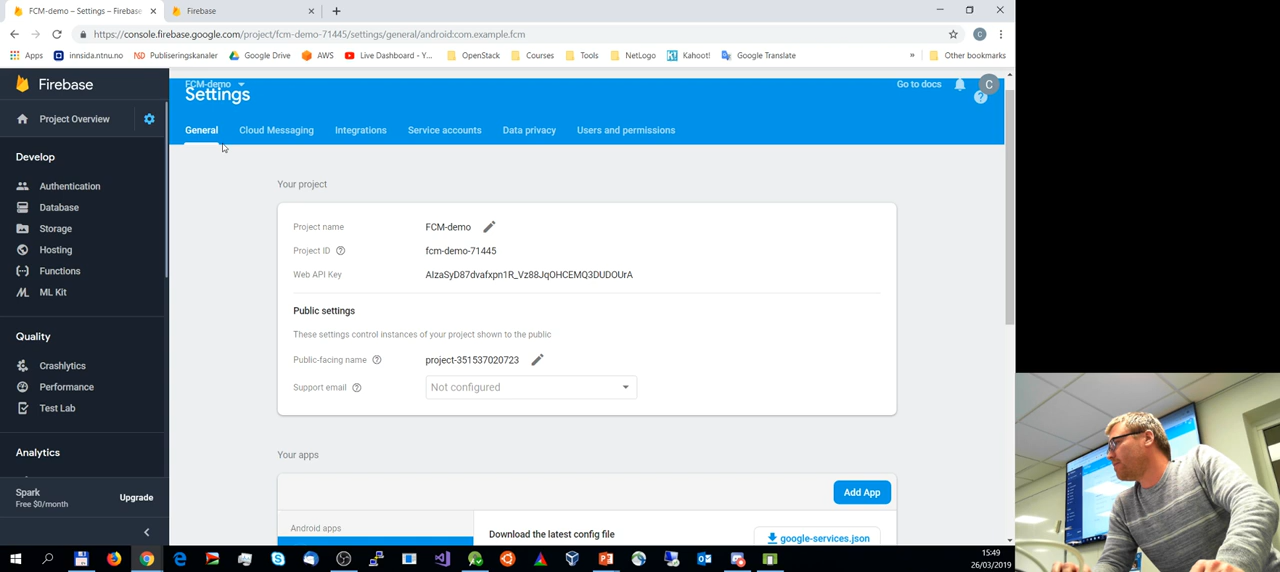 FCM-demo – Settings – Firebase
Firebase
https://console.firebase.google.com/project/fcm-demo-71445/settings/general/android:com.example.fcm
C
Apps
innsida.ntnu.no
Publiseringskanaler
Google Drive
AWS
Live Dashboard - Y...
OpenStack
Courses
Tools
NetLogo
Kahoot!
Google Translate
»
Other bookmarks
Firebase
FCM-demo
Settings
Go to docs
C
Project Overview
General
Cloud Messaging
Integrations
Service accounts
Data privacy
Users and permissions
Develop
Authentication
Database
Storage
Hosting
Functions
ML Kit
Quality
Crashlytics
Performance
Test Lab
Analytics
Spark
Free $0/month
Upgrade
Your project
Project name
FCM-demo
Project ID
fcm-demo-71445
Web API Key
AIzaSyD87dvafxpn1R_Vz88JqOHCEMQ3DUDOUrA
Public settings
These settings control instances of your project shown to the public
Public-facing name
project-351537020723
Support email
Not configured
Your apps
Add App
Android apps
Download the latest config file
google-services.json
15:49
26/03/2019